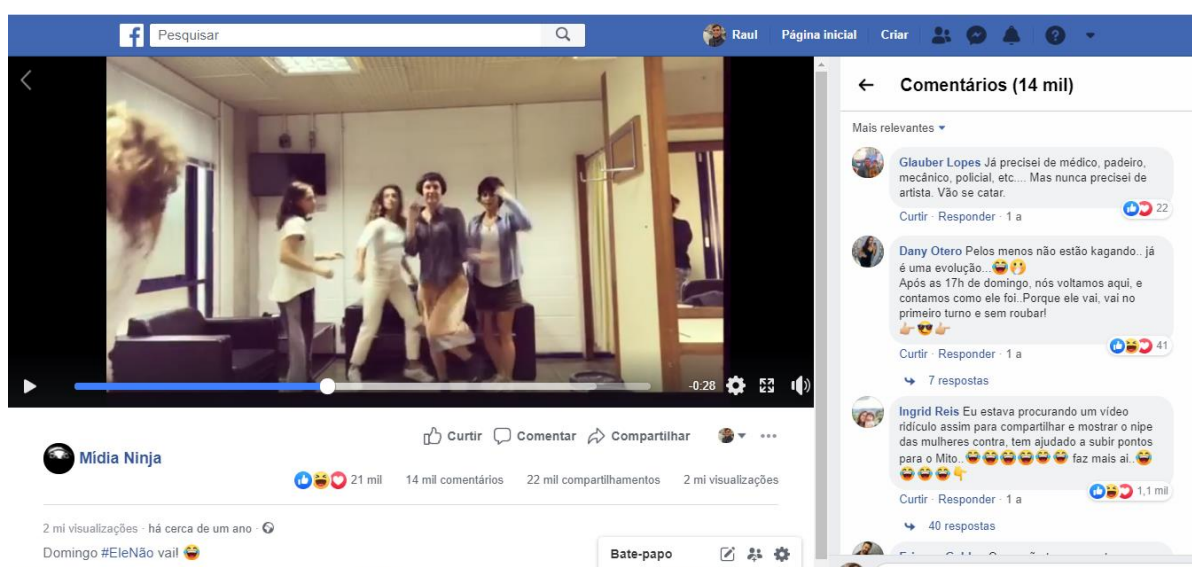 f Pesquisar
Raul Página inicial Criar
Comentários (14 mil)
Mais relevantes
Glauber Lopes Já precisei de médico, padeiro,
mecânico, policial, etc.... Mas nunca precisei de
artista. Vão se catar.
22
Curtir · Responder · 1 a
Dany Otero Pelos menos não estão kagando.. já
é uma evolução...😂🤭
Após as 17h de domingo, nós voltamos aqui, e
contamos como ele foi..Porque ele vai, vai no
primeiro turno e sem roubar!
👉🏼😎👉🏼
41
Curtir · Responder · 1 a
7 respostas
Ingrid Reis Eu estava procurando um vídeo
ridículo assim para compartilhar e mostrar o nipe
das mulheres contra, tem ajudado a subir pontos
para o Mito..😂😂😂😂😂😂 faz mais ai..😂
😂😂😂👇
1,1 mil
Curtir · Responder · 1 a
40 respostas
-0:28
Curtir Comentar Compartilhar
Mídia Ninja
21 mil 14 mil comentários 22 mil compartilhamentos 2 mi visualizações
2 mi visualizações · há cerca de um ano ·
Domingo #EleNão vai! 😂
Bate-papo